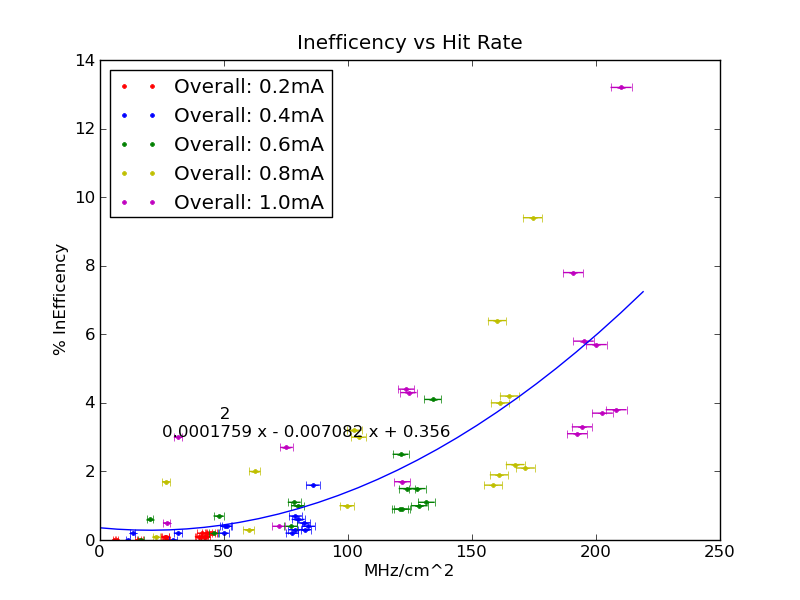 Inefficency vs Hit Rate
14
12
10
8
6
4
2
0
% InEfficency
Overall: 0.2mA
Overall: 0.4mA
Overall: 0.6mA
Overall: 0.8mA
Overall: 1.0mA
2
0.0001759 x - 0.007082 x + 0.356
0 50 100 150 200 250
MHz/cm^2